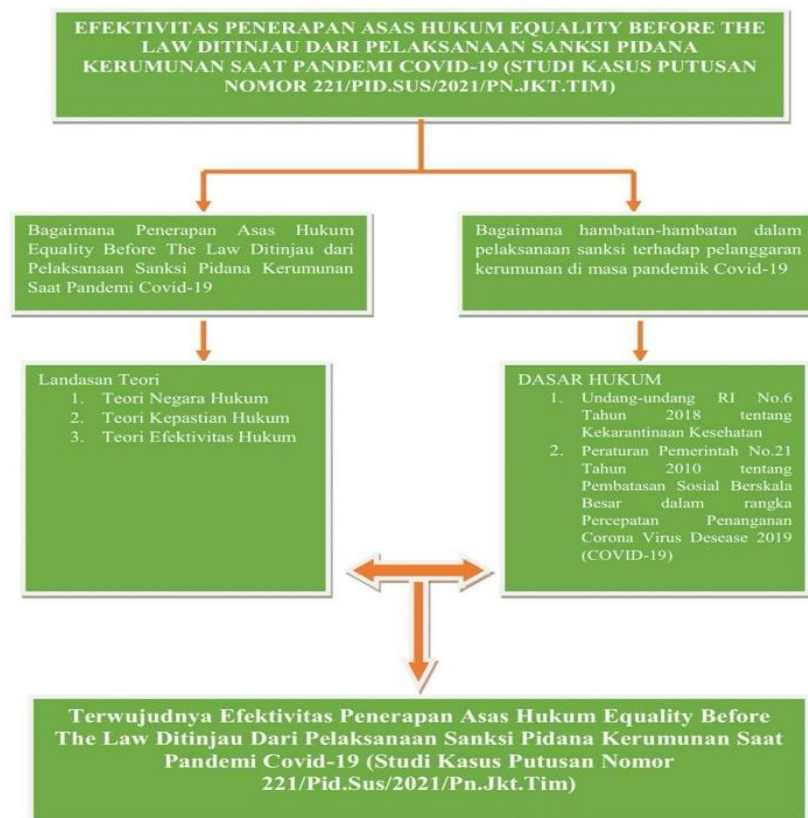 EFEKTIVITAS PENERAPAN ASAS HUKUM EQUALITY BEFORE THE
LAW DITINJAU DARI PELAKSANAAN SANKSI PIDANA
KERUMUNAN SAAT PANDEMI COVID-19 (STUDI KASUS PUTUSAN
NOMOR 221/PID.SUS/2021/PN.JKT.TIM)
Bagaimana Penerapan Asas Hukum
Equality Before The Law Ditinjau dari
Pelaksanaan Sanksi Pidana Kerumunan
Saat Pandemi Covid-19
Bagaimana hambatan-hambatan dalam
pelaksanaan sanksi terhadap pelanggaran
kerumunan di masa pandemik Covid-19
Landasan Teori
1. Teori Negara Hukum
2. Teori Kepastian Hukum
3. Teori Efektivitas Hukum
DASAR HUKUM
1. Undang-undang RI No.6
Tahun 2018 tentang
Kekarantinaan Kesehatan
2. Peraturan Pemerintah No.21
Tahun 2010 tentang
Pembatasan Sosial Berskala
Besar dalam rangka
Percepatan Penanganan
Corona Virus Desease 2019
(COVID-19)
Terwujudnya Efektivitas Penerapan Asas Hukum Equality Before
The Law Ditinjau Dari Pelaksanaan Sanksi Pidana Kerumunan Saat
Pandemi Covid-19 (Studi Kasus Putusan Nomor
221/Pid.Sus/2021/Pn.Jkt.Tim)